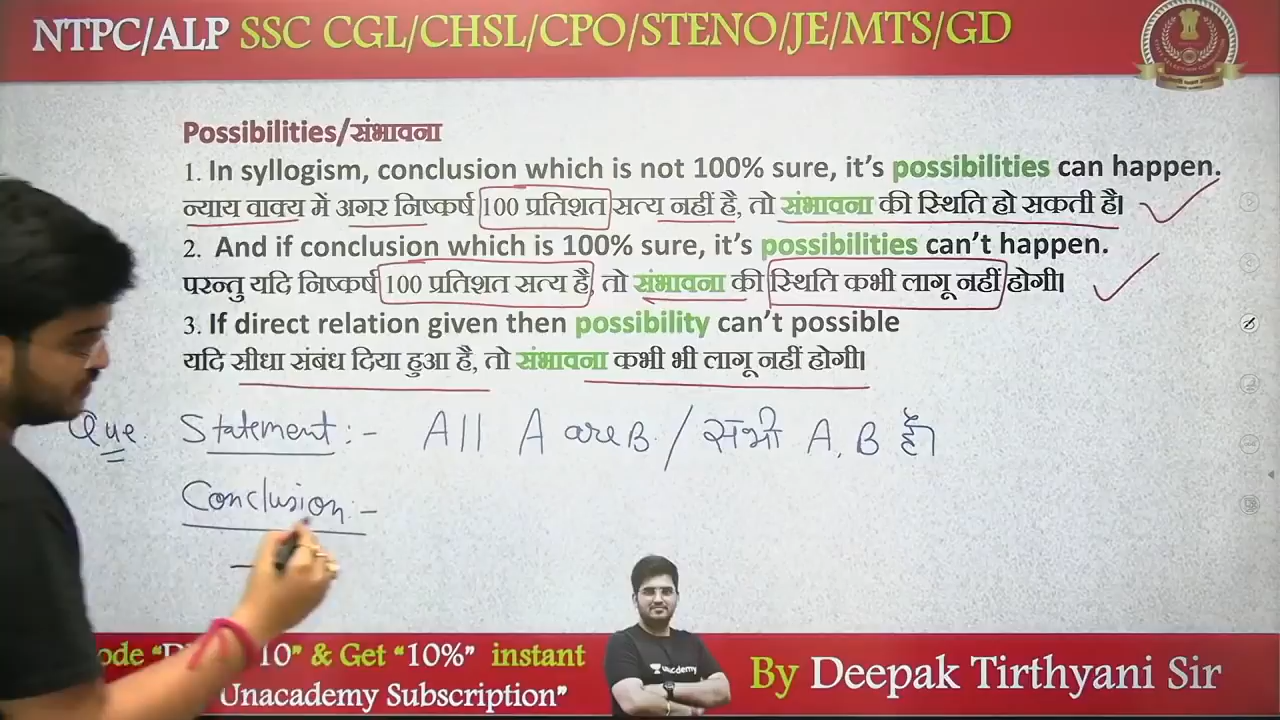 NTPC/ALP SSC CGL/CHSL/CPO/STENO/JE/MTS/GD
Possibilities/संभावना
1. In syllogism, conclusion which is not 100% sure, it’s possibilities can happen.
न्याय वाक्य में अगर निष्कर्ष 100 प्रतिशत सत्य नहीं है, तो संभावना की स्थिति हो सकती है।
2. And if conclusion which is 100% sure, it’s possibilities can’t happen.
परन्तु यदि निष्कर्ष 100 प्रतिशत सत्य है, तो संभावना की स्थिति कभी लागू नहीं होगी।
3. If direct relation given then possibility can’t possible
यदि सीधा संबंध दिया हुआ है, तो संभावना कभी भी लागू नहीं होगी।
Que. Statement:- All A are B. / सभी A, B हैं।
Conclusion:-
10” & Get “10%” instant
unacademy
Unacademy Subscription”
By Deepak Tirthyani Sir